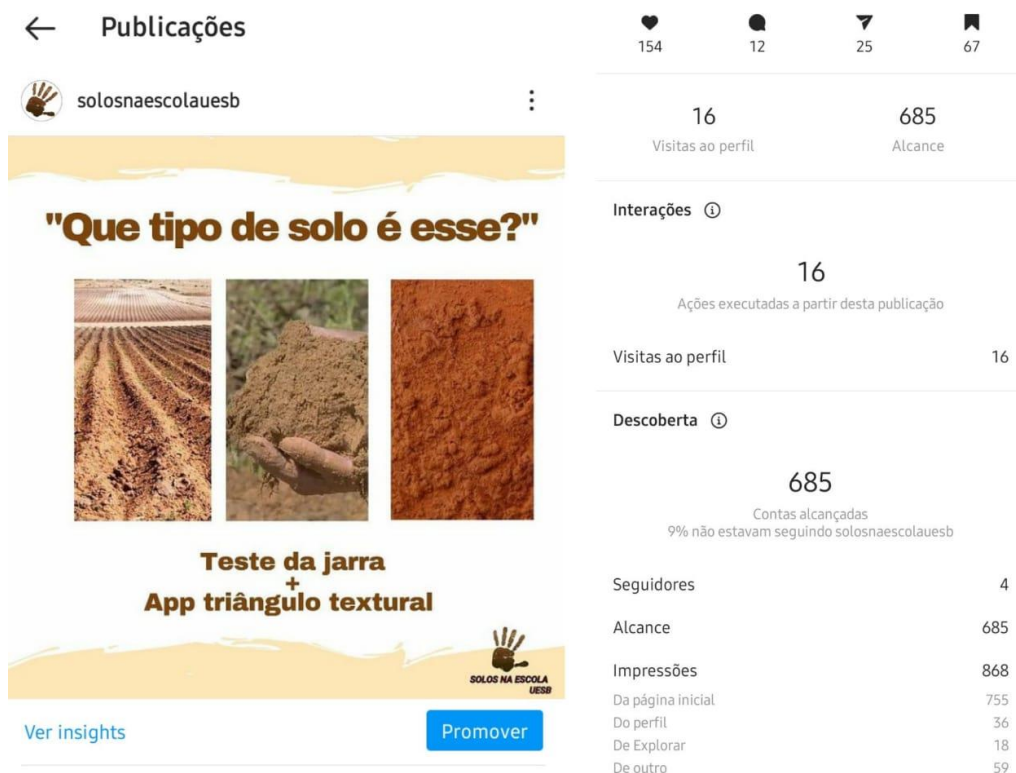 Publicações
solosnaescolauesb
"Que tipo de solo é esse?"
Teste da jarra
+
App triângulo textural
SOLOS NA ESCOLA
UESB
Ver insights
Promover
154 12 25 67
16 685
Visitas ao perfil Alcance
Interações
16
Ações executadas a partir desta publicação
Visitas ao perfil 16
Descoberta
685
Contas alcançadas
9% não estavam seguindo solosnaescolauesb
Seguidores 4
Alcance 685
Impressões 868
Da página inicial 755
Do perfil 36
De Explorar 18
De outro 59